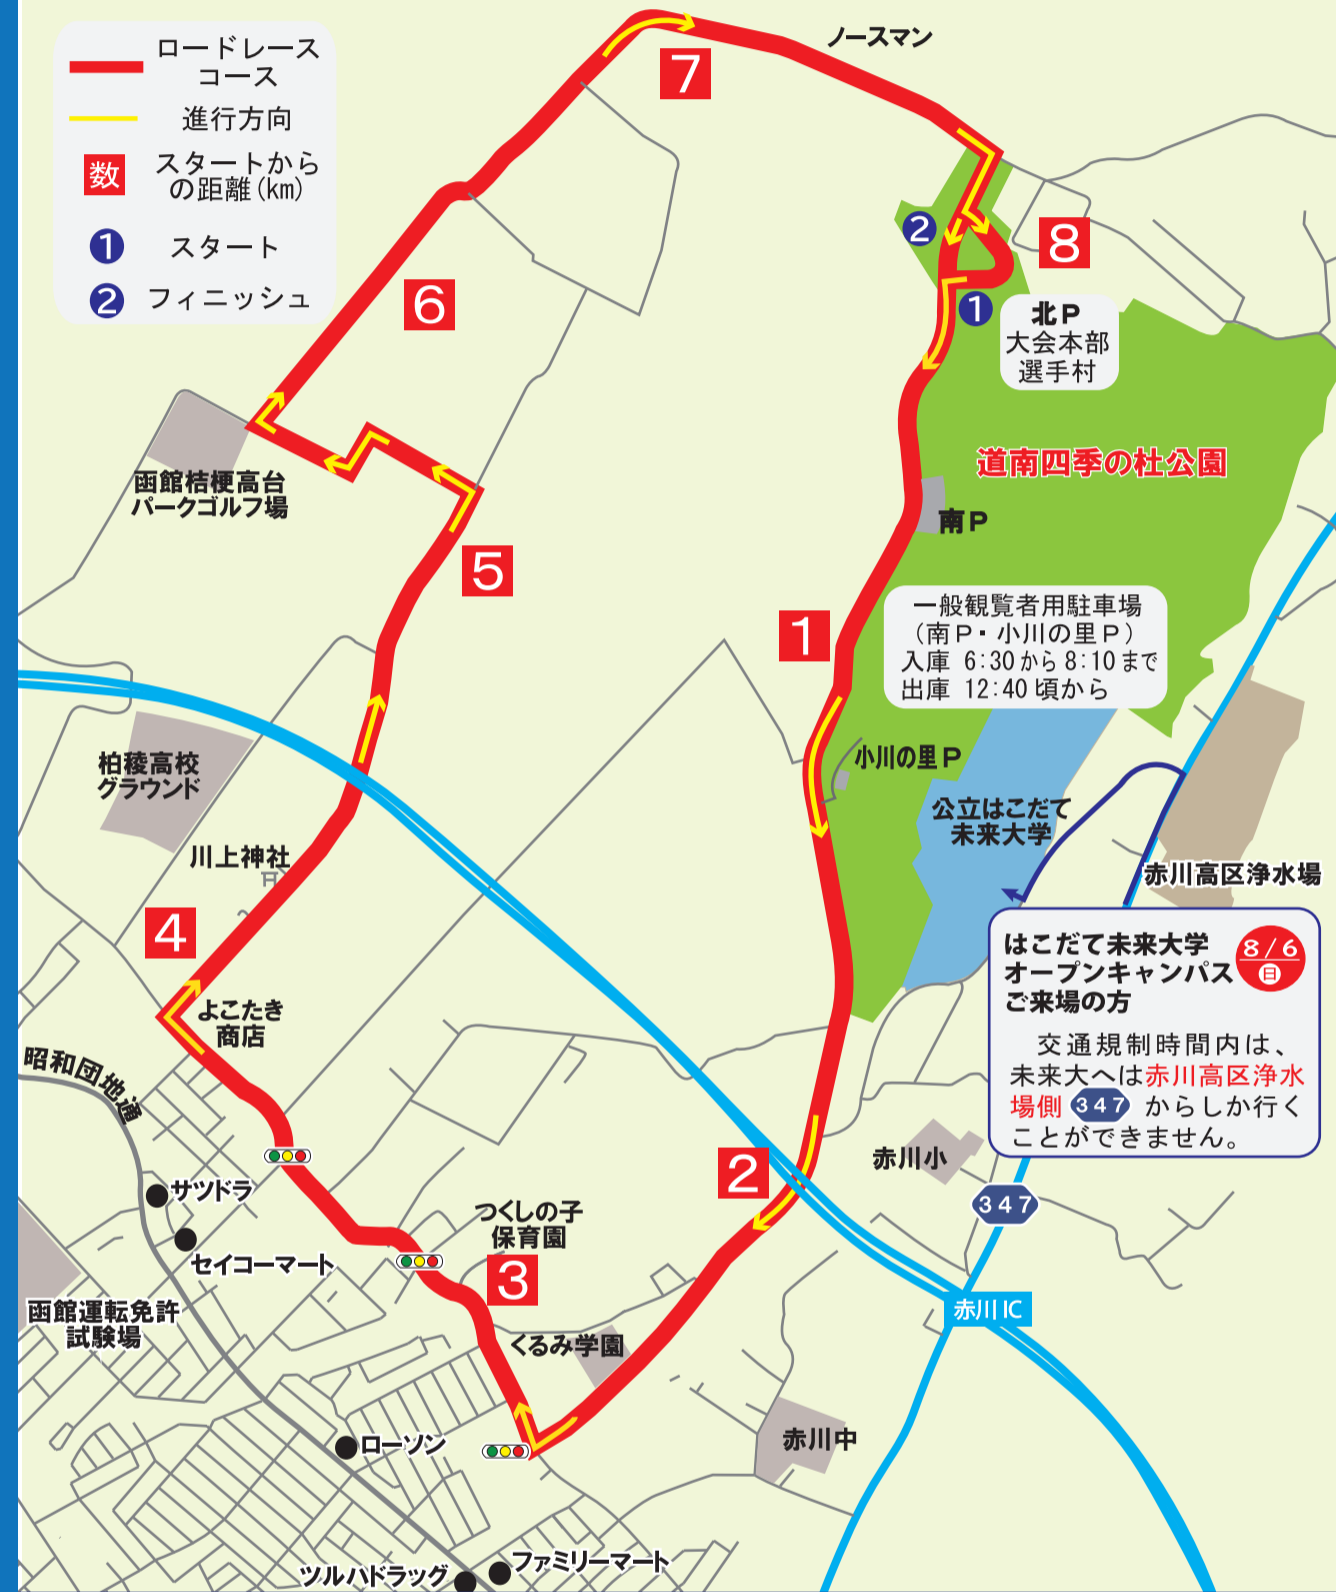 ロードレース
コース
進行方向
数
スタートから
の距離(km)
1
スタート
2
フィニッシュ
7
ノースマン
2
8
6
1
北P
大会本部
選手村
道南四季の杜公園
函館桔梗高台
パークゴルフ場
南P
5
1
一般観覧者用駐車場
(南P・小川の里P)
入庫 6:30から8:10まで
出庫 12:40頃から
柏稜高校
グラウンド
小川の里P
公立はこだて
未来大学
川上神社
赤川高区浄水場
4
はこだて未来大学
オープンキャンパス
ご来場の方
8/6
日
交通規制時間内は、
未来大へは赤川高区浄水
場側 347 からしか行く
ことができません。
よこたき
商店
昭和団地通
赤川小
2
347
サツドラ
つくしの子
保育園
セイコーマート
3
函館運転免許
試験場
赤川IC
くるみ学園
ローソン
赤川中
ファミリーマート
ツルハドラッグ